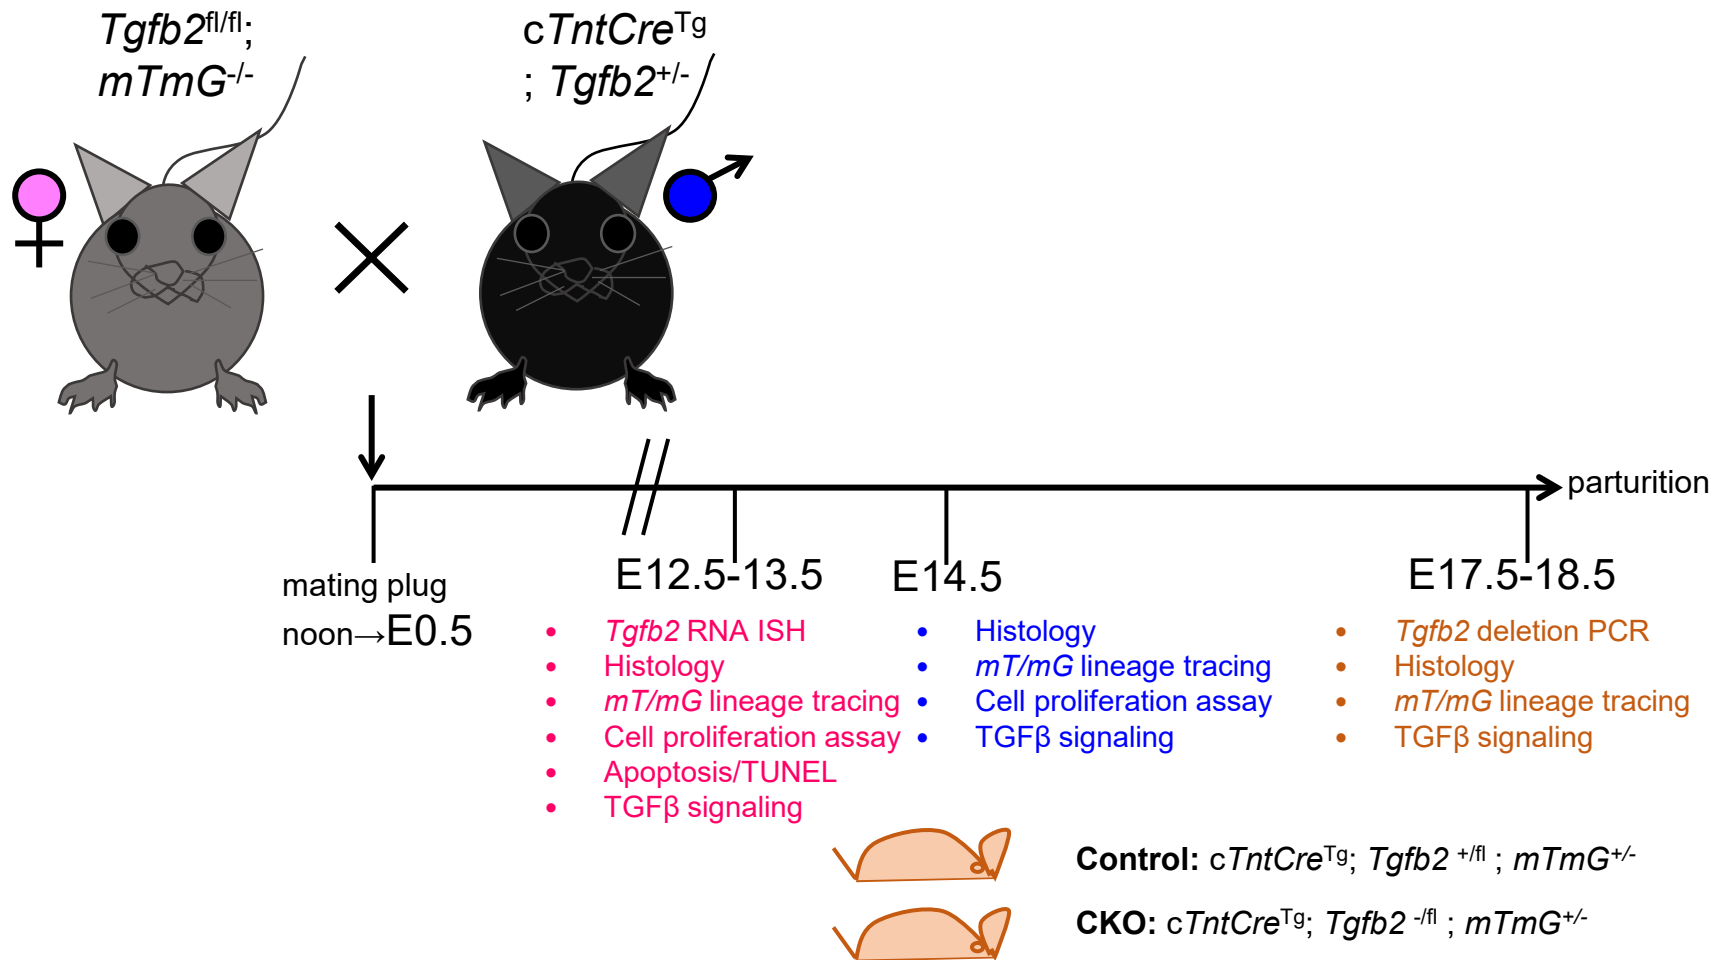 Tgfb2fl/fl;
mTmG-/-
cTntCreTg
; Tgfb2+/-
parturition
mating plug
noon→E0.5
E12.5-13.5
• Tgfb2 RNA ISH
• Histology
• mT/mG lineage tracing
• Cell proliferation assay
• Apoptosis/TUNEL
• TGFβ signaling
E14.5
• Histology
• mT/mG lineage tracing
• Cell proliferation assay
• TGFβ signaling
E17.5-18.5
• Tgfb2 deletion PCR
• Histology
• mT/mG lineage tracing
• TGFβ signaling
Control: cTntCreTg; Tgfb2 +/fl ; mTmG+/-
CKO: cTntCreTg; Tgfb2 -/fl ; mTmG+/-